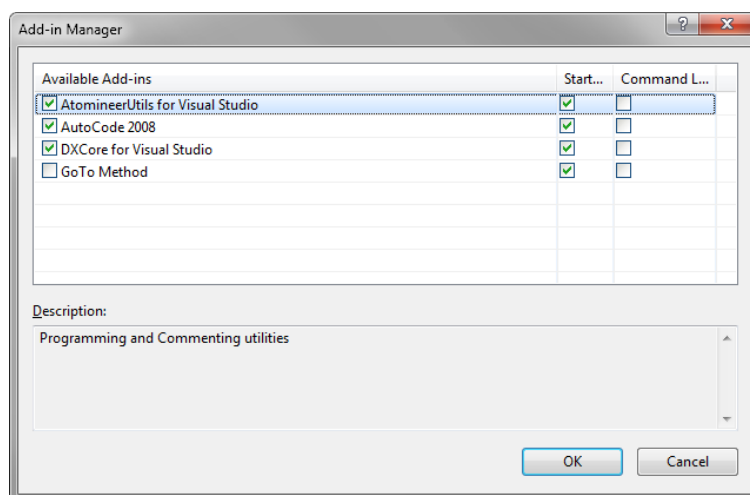 Add-in Manager
?
Available Add-ins Start... Command L...
AtomineerUtils for Visual Studio
AutoCode 2008
DXCore for Visual Studio
GoTo Method
Description:
Programming and Commenting utilities
OK Cancel